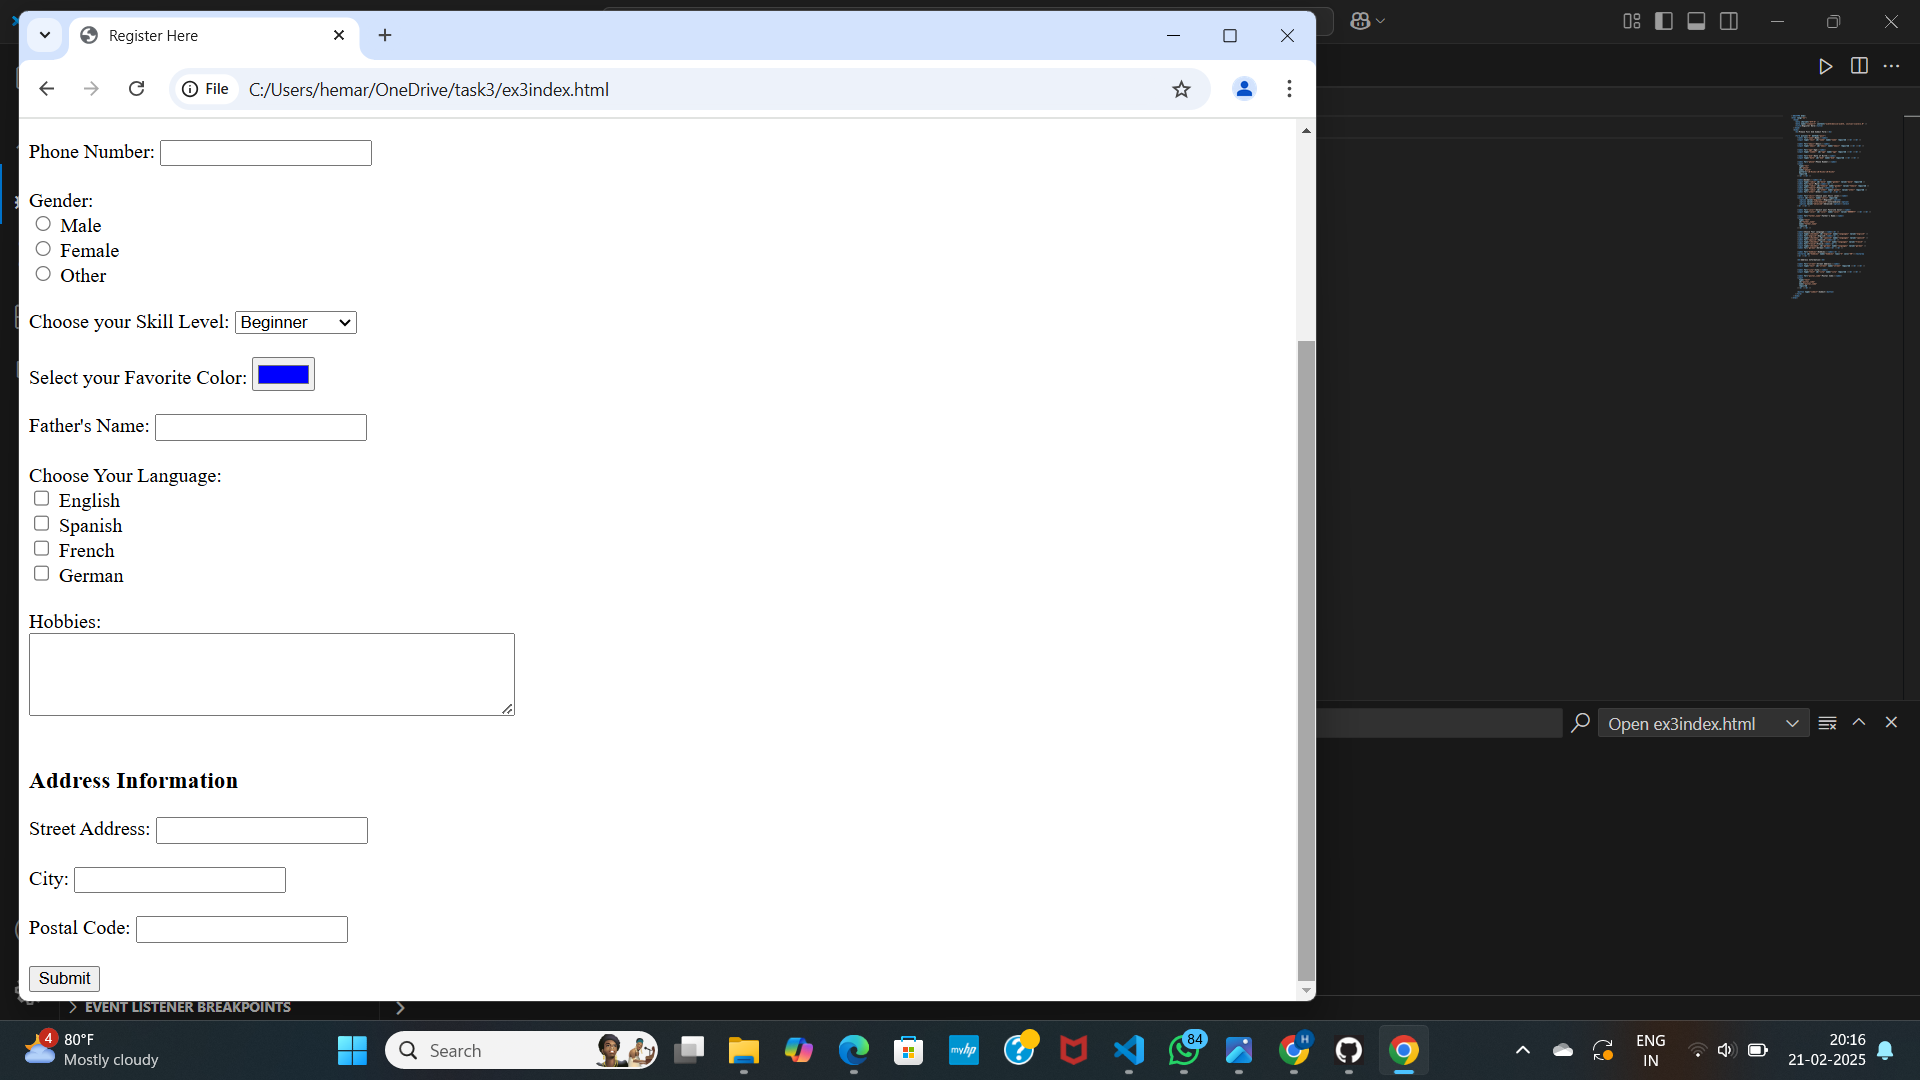 Register Here
File
C:/Users/hemar/OneDrive/task3/ex3index.html
Phone Number:
Gender:
Male
Female
Other
Choose your Skill Level: Beginner
Select your Favorite Color:
Father's Name:
Choose Your Language:
English
Spanish
French
German
Hobbies:
Address Information
Street Address:
City:
Postal Code:
Submit
Open ex3index.html
EVENT LISTENER BREAKPOINTS
4
80°F
Mostly cloudy
Search
myhp
84
H
ENG
IN
20:16
21-02-2025